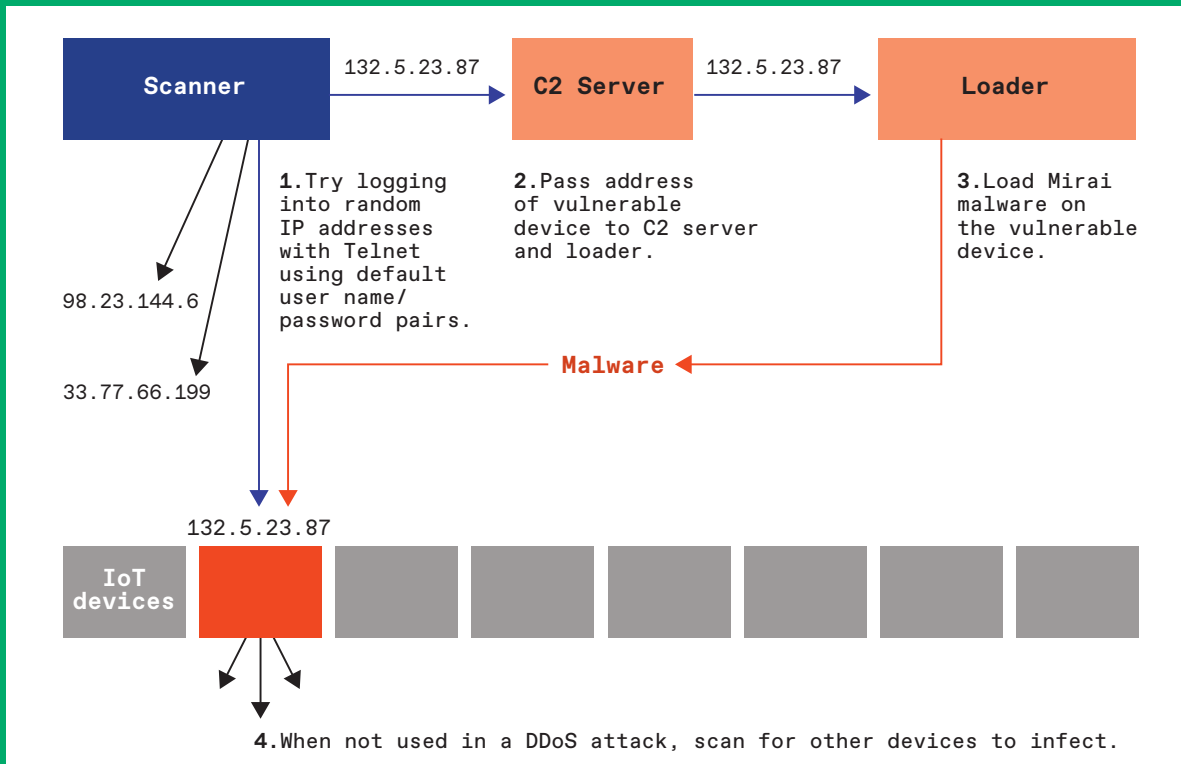 Scanner
132.5.23.87
C2 Server
132.5.23.87
Loader
1.Try logging
into random
IP addresses
with Telnet
using default
user name/
password pairs.
2.Pass address
of vulnerable
device to C2 server
and loader.
3.Load Mirai
malware on
the vulnerable
device.
98.23.144.6
33.77.66.199
Malware
132.5.23.87
IoT
devices
4.When not used in a DDoS attack, scan for other devices to infect.